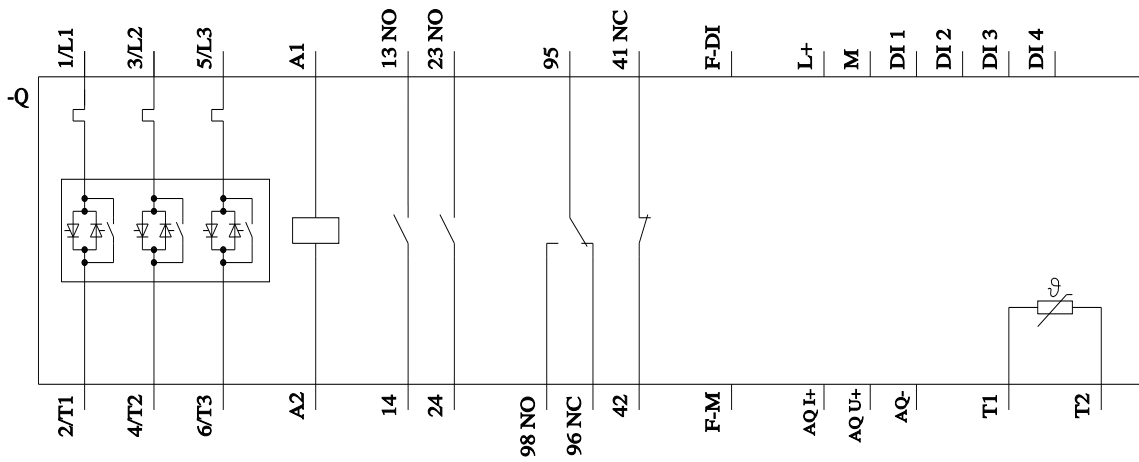 1/L1
3/L2
5/L3
A1
13 NO
23 NO
95
41 NC
F-DI
L+
M
DI 1
DI 2
DI 3
DI 4
-Q
ϑ
2/T1
4/T2
6/T3
A2
14
24
98 NO
96 NC
42
F-M
AQ I+
AQ U+
AQ-
T1
T2